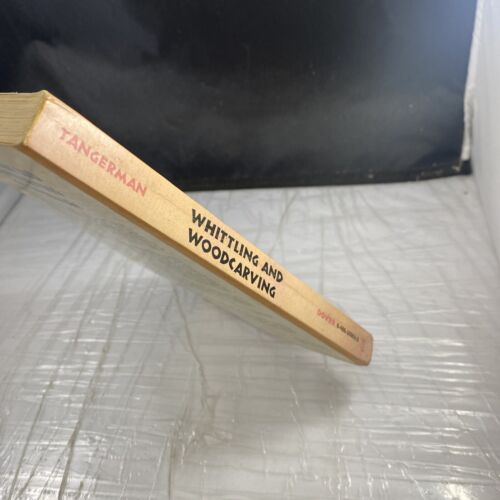 TANGERMAN
WHITTLING AND
WOODCARVING
DOVER